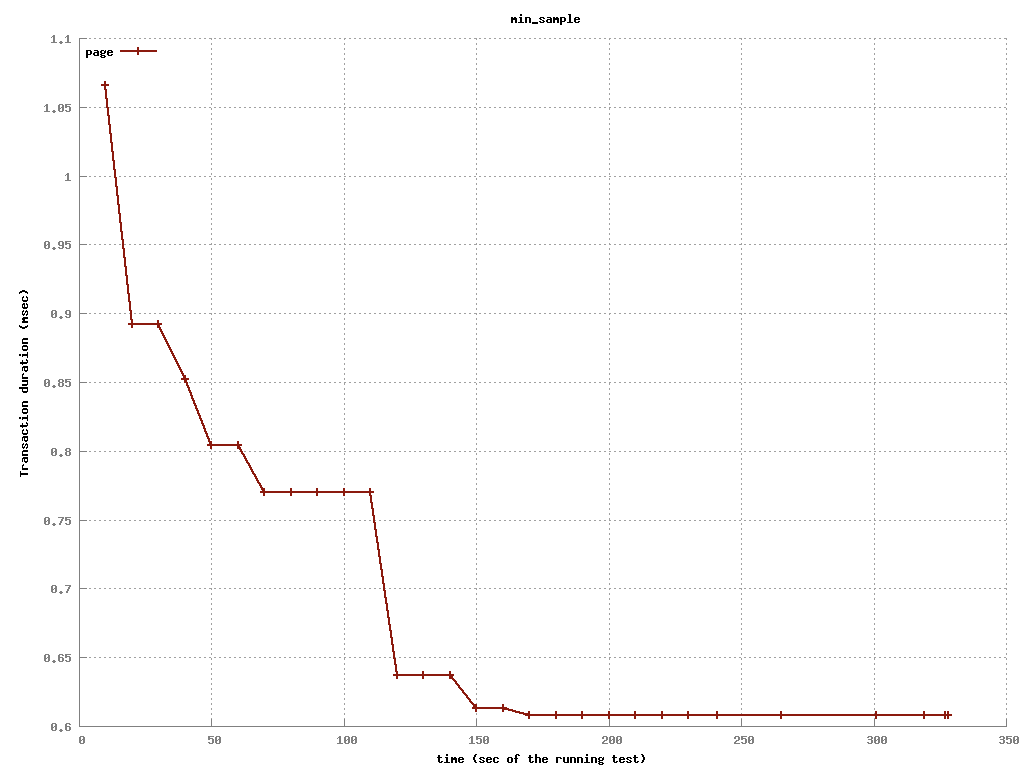 min_sample
1.1
page
1.05
1
0.95
0.9
0.85
0.8
0.75
0.7
0.65
0.6
Transaction duration (msec)
0 50 100 150 200 250 300 350
time (sec of the running test)